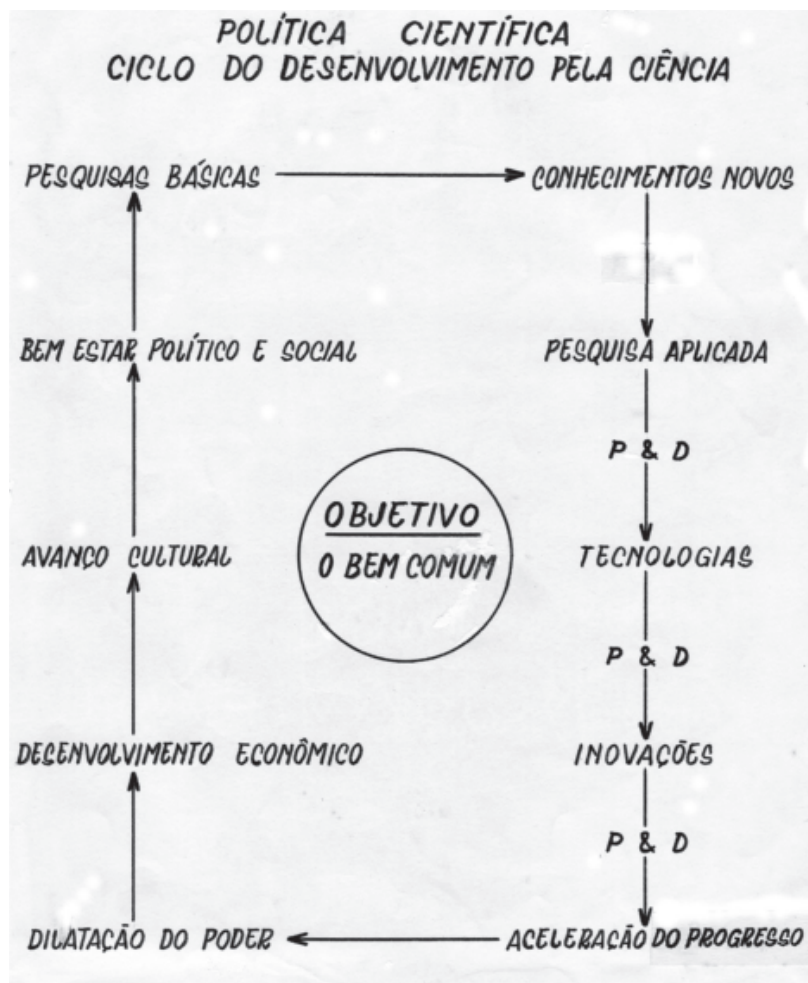 POLÍTICA CIENTÍFICA
CICLO DO DESENVOLVIMENTO PELA CIÊNCIA
PESQUISAS BÁSICAS
CONHECIMENTOS NOVOS
BEM ESTAR POLÍTICO E SOCIAL
PESQUISA APLICADA
P & D
OBJETIVO
O BEM COMUM
AVANÇO CULTURAL
TECNOLOGIAS
P & D
DESENVOLVIMENTO ECONÔMICO
INOVAÇÕES
P & D
DILATAÇÃO DO PODER
ACELERAÇÃO DO PROGRESSO